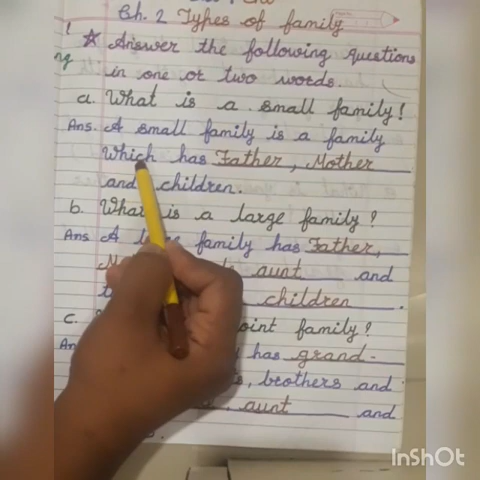 Ch. 2 Types of family
☆ Answer the following questions
in one or two words.
a. What is a small family!
Ans. A small family is a family
which has Father, Mother
and children.
b. What is a large family?
Ans A family has Father,
aunt and
children .
c. joint family?
has grand-
, brothers and
, aunt and
InShOt